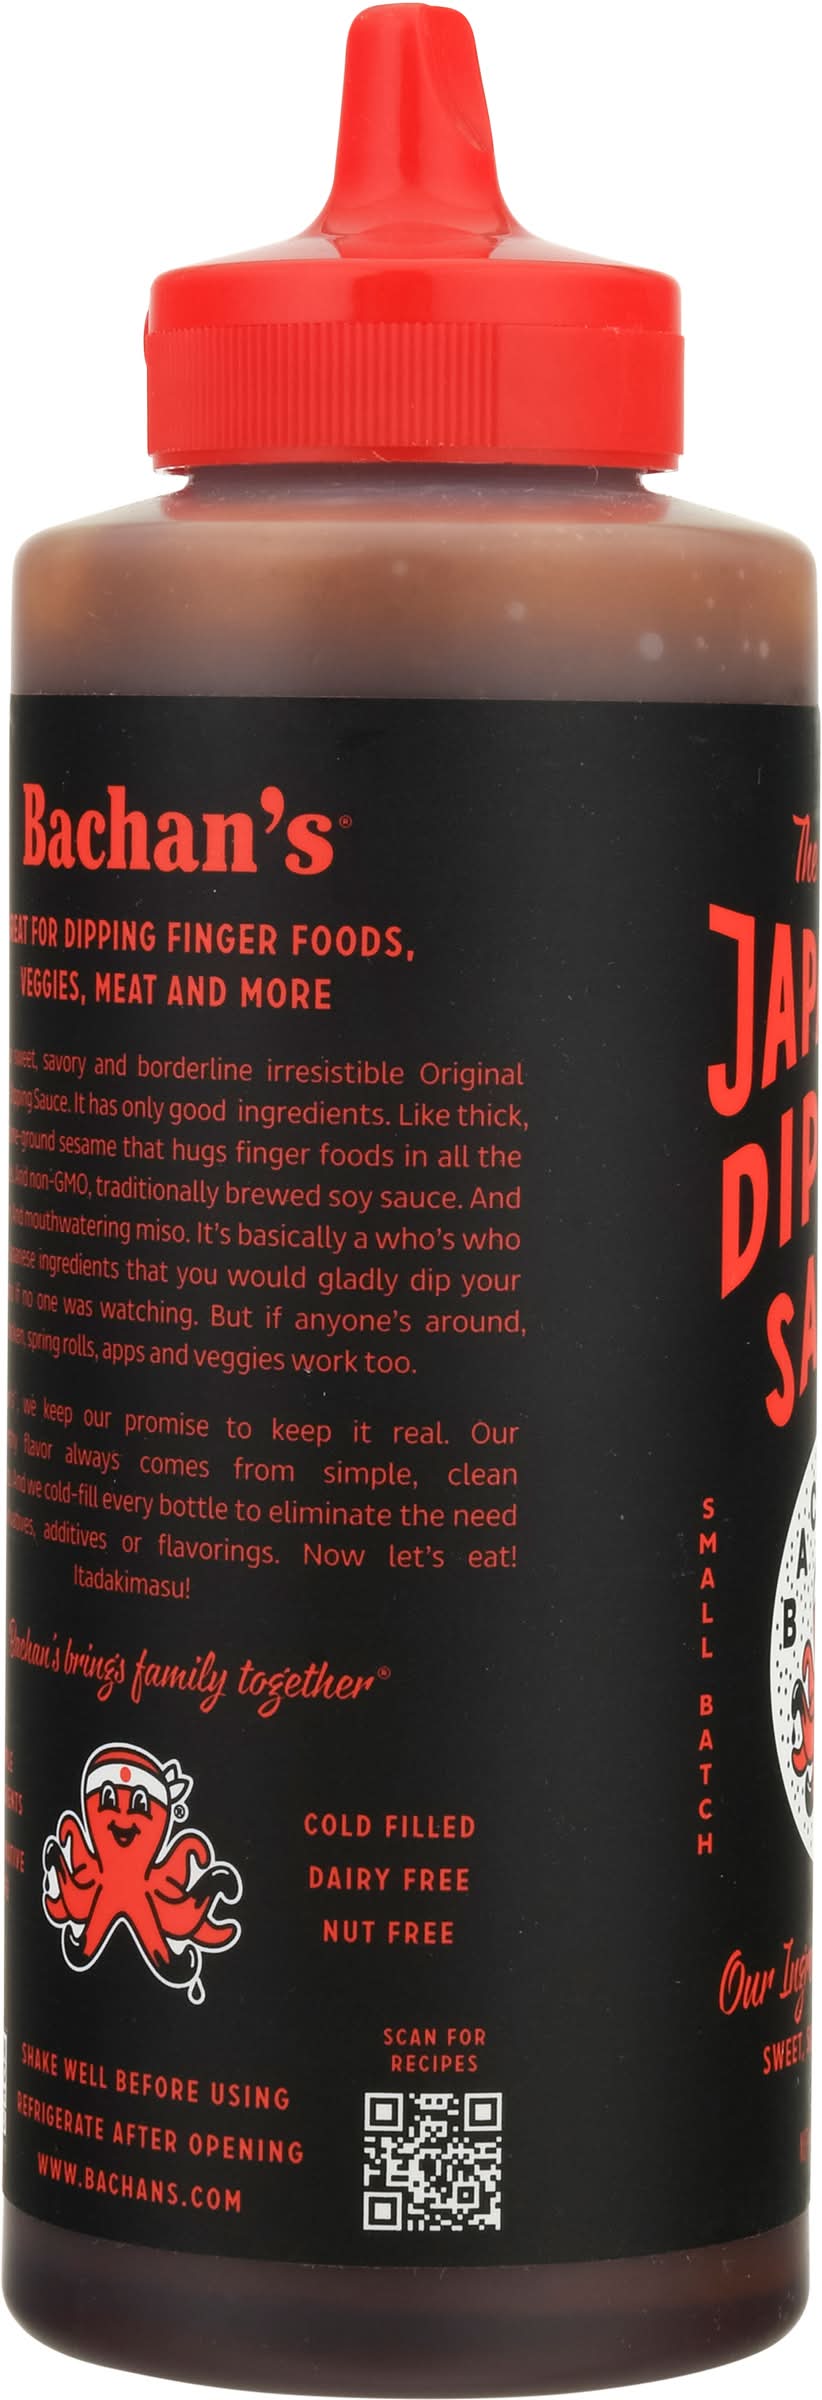 Bachan's®
FOR DIPPING FINGER FOODS,
VEGGIES, MEAT AND MORE
sweet, savory and borderline irresistible Original
Sauce. It has only good ingredients. Like thick,
ground sesame that hugs finger foods in all the
And non-GMO, traditionally brewed soy sauce. And
mouthwatering miso. It's basically a who's who
ingredients that you would gladly dip your
if no one was watching. But if anyone's around,
spring rolls, apps and veggies work too.
we keep our promise to keep it real. Our
flavor always comes from simple, clean
And we cold-fill every bottle to eliminate the need
additives or flavorings. Now let's eat!
Itadakimasu!
Bachan's brings family together®
®
COLD FILLED
DAIRY FREE
NUT FREE
SCAN FOR
RECIPES
SHAKE WELL BEFORE USING
REFRIGERATE AFTER OPENING
WWW.BACHANS.COM
SMALL BATCH
Our
SWEET,